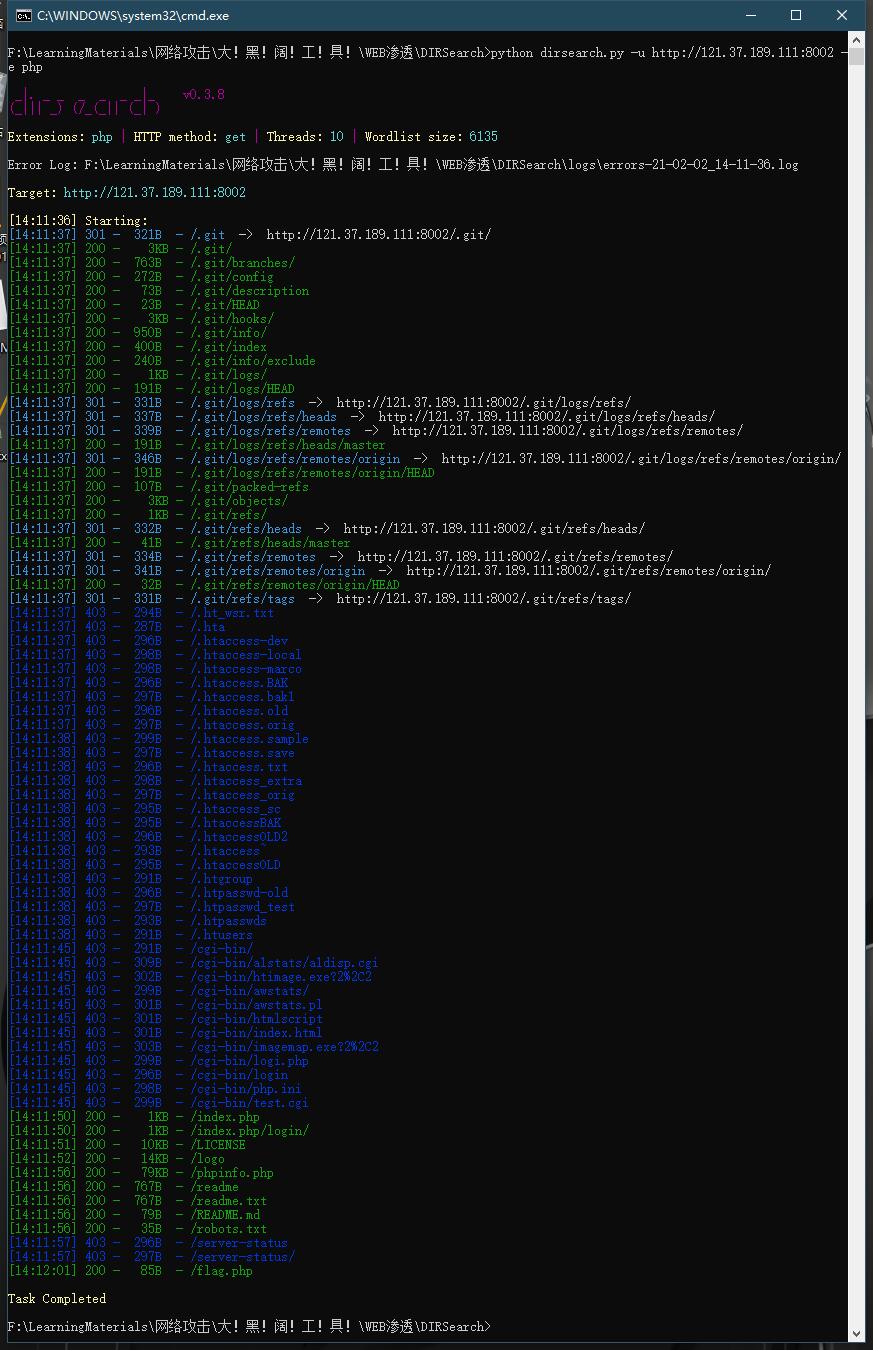 C:\WINDOWS\system32\cmd.exe
F:\LearningMaterials\网络攻击\大！黑！阔！工！具！\WEB渗透\DIRSearch>python dirsearch.py -u http://121.37.189.111:8002 -
e php
dirsearch v0.3.8
Extensions: php | HTTP method: get | Threads: 10 | Wordlist size: 6135
Error Log: F:\LearningMaterials\网络攻击\大！黑！阔！工！具！\WEB渗透\DIRSearch\logs\errors-21-02-02_14-11-36.log
Target: http://121.37.189.111:8002
[14:11:36] Starting:
[14:11:37] 301 - 321B - /.git -> http://121.37.189.111:8002/.git/
[14:11:37] 200 - 3KB - /.git/
[14:11:37] 200 - 763B - /.git/branches/
[14:11:37] 200 - 272B - /.git/config
[14:11:37] 200 - 73B - /.git/description
[14:11:37] 200 - 23B - /.git/HEAD
[14:11:37] 200 - 3KB - /.git/hooks/
[14:11:37] 200 - 950B - /.git/info/
[14:11:37] 200 - 400B - /.git/index
[14:11:37] 200 - 240B - /.git/info/exclude
[14:11:37] 200 - 1KB - /.git/logs/
[14:11:37] 200 - 191B - /.git/logs/HEAD
[14:11:37] 301 - 331B - /.git/logs/refs -> http://121.37.189.111:8002/.git/logs/refs/
[14:11:37] 301 - 337B - /.git/logs/refs/heads -> http://121.37.189.111:8002/.git/logs/refs/heads/
[14:11:37] 301 - 339B - /.git/logs/refs/remotes -> http://121.37.189.111:8002/.git/logs/refs/remotes/
[14:11:37] 200 - 191B - /.git/logs/refs/heads/master
[14:11:37] 301 - 346B - /.git/logs/refs/remotes/origin -> http://121.37.189.111:8002/.git/logs/refs/remotes/origin/
[14:11:37] 200 - 191B - /.git/logs/refs/remotes/origin/HEAD
[14:11:37] 200 - 107B - /.git/packed-refs
[14:11:37] 200 - 3KB - /.git/objects/
[14:11:37] 200 - 1KB - /.git/refs/
[14:11:37] 301 - 332B - /.git/refs/heads -> http://121.37.189.111:8002/.git/refs/heads/
[14:11:37] 200 - 41B - /.git/refs/heads/master
[14:11:37] 301 - 334B - /.git/refs/remotes -> http://121.37.189.111:8002/.git/refs/remotes/
[14:11:37] 301 - 341B - /.git/refs/remotes/origin -> http://121.37.189.111:8002/.git/refs/remotes/origin/
[14:11:37] 200 - 32B - /.git/refs/remotes/origin/HEAD
[14:11:37] 301 - 331B - /.git/refs/tags -> http://121.37.189.111:8002/.git/refs/tags/
[14:11:37] 403 - 294B - /.ht_wsr.txt
[14:11:37] 403 - 287B - /.hta
[14:11:37] 403 - 296B - /.htaccess-dev
[14:11:37] 403 - 298B - /.htaccess-local
[14:11:37] 403 - 298B - /.htaccess-marco
[14:11:37] 403 - 296B - /.htaccess.BAK
[14:11:37] 403 - 297B - /.htaccess.bak1
[14:11:37] 403 - 296B - /.htaccess.old
[14:11:37] 403 - 297B - /.htaccess.orig
[14:11:38] 403 - 299B - /.htaccess.sample
[14:11:38] 403 - 297B - /.htaccess.save
[14:11:38] 403 - 296B - /.htaccess.txt
[14:11:38] 403 - 298B - /.htaccess_extra
[14:11:38] 403 - 297B - /.htaccess_orig
[14:11:38] 403 - 295B - /.htaccess_sc
[14:11:38] 403 - 295B - /.htaccessBAK
[14:11:38] 403 - 296B - /.htaccessOLD2
[14:11:38] 403 - 293B - /.htaccess~
[14:11:38] 403 - 295B - /.htaccessOLD
[14:11:38] 403 - 291B - /.htgroup
[14:11:38] 403 - 296B - /.htpasswd-old
[14:11:38] 403 - 297B - /.htpasswd_test
[14:11:38] 403 - 293B - /.htpasswds
[14:11:38] 403 - 291B - /.htusers
[14:11:45] 403 - 291B - /cgi-bin/
[14:11:45] 403 - 309B - /cgi-bin/a1stats/a1disp.cgi
[14:11:45] 403 - 302B - /cgi-bin/htimage.exe?2%2C2
[14:11:45] 403 - 299B - /cgi-bin/awstats/
[14:11:45] 403 - 301B - /cgi-bin/awstats.pl
[14:11:45] 403 - 301B - /cgi-bin/htmlscript
[14:11:45] 403 - 301B - /cgi-bin/index.html
[14:11:45] 403 - 303B - /cgi-bin/imagemap.exe?2%2C2
[14:11:45] 403 - 299B - /cgi-bin/logi.php
[14:11:45] 403 - 296B - /cgi-bin/login
[14:11:45] 403 - 298B - /cgi-bin/php.ini
[14:11:45] 403 - 299B - /cgi-bin/test.cgi
[14:11:50] 200 - 1KB - /index.php
[14:11:50] 200 - 1KB - /index.php/login/
[14:11:51] 200 - 10KB - /LICENSE
[14:11:52] 200 - 14KB - /logo
[14:11:56] 200 - 79KB - /phpinfo.php
[14:11:56] 200 - 767B - /readme
[14:11:56] 200 - 767B - /readme.txt
[14:11:56] 200 - 79B - /README.md
[14:11:56] 200 - 35B - /robots.txt
[14:11:57] 403 - 296B - /server-status
[14:11:57] 403 - 297B - /server-status/
[14:12:01] 200 - 85B - /flag.php
Task Completed
F:\LearningMaterials\网络攻击\大！黑！阔！工！具！\WEB渗透\DIRSearch>